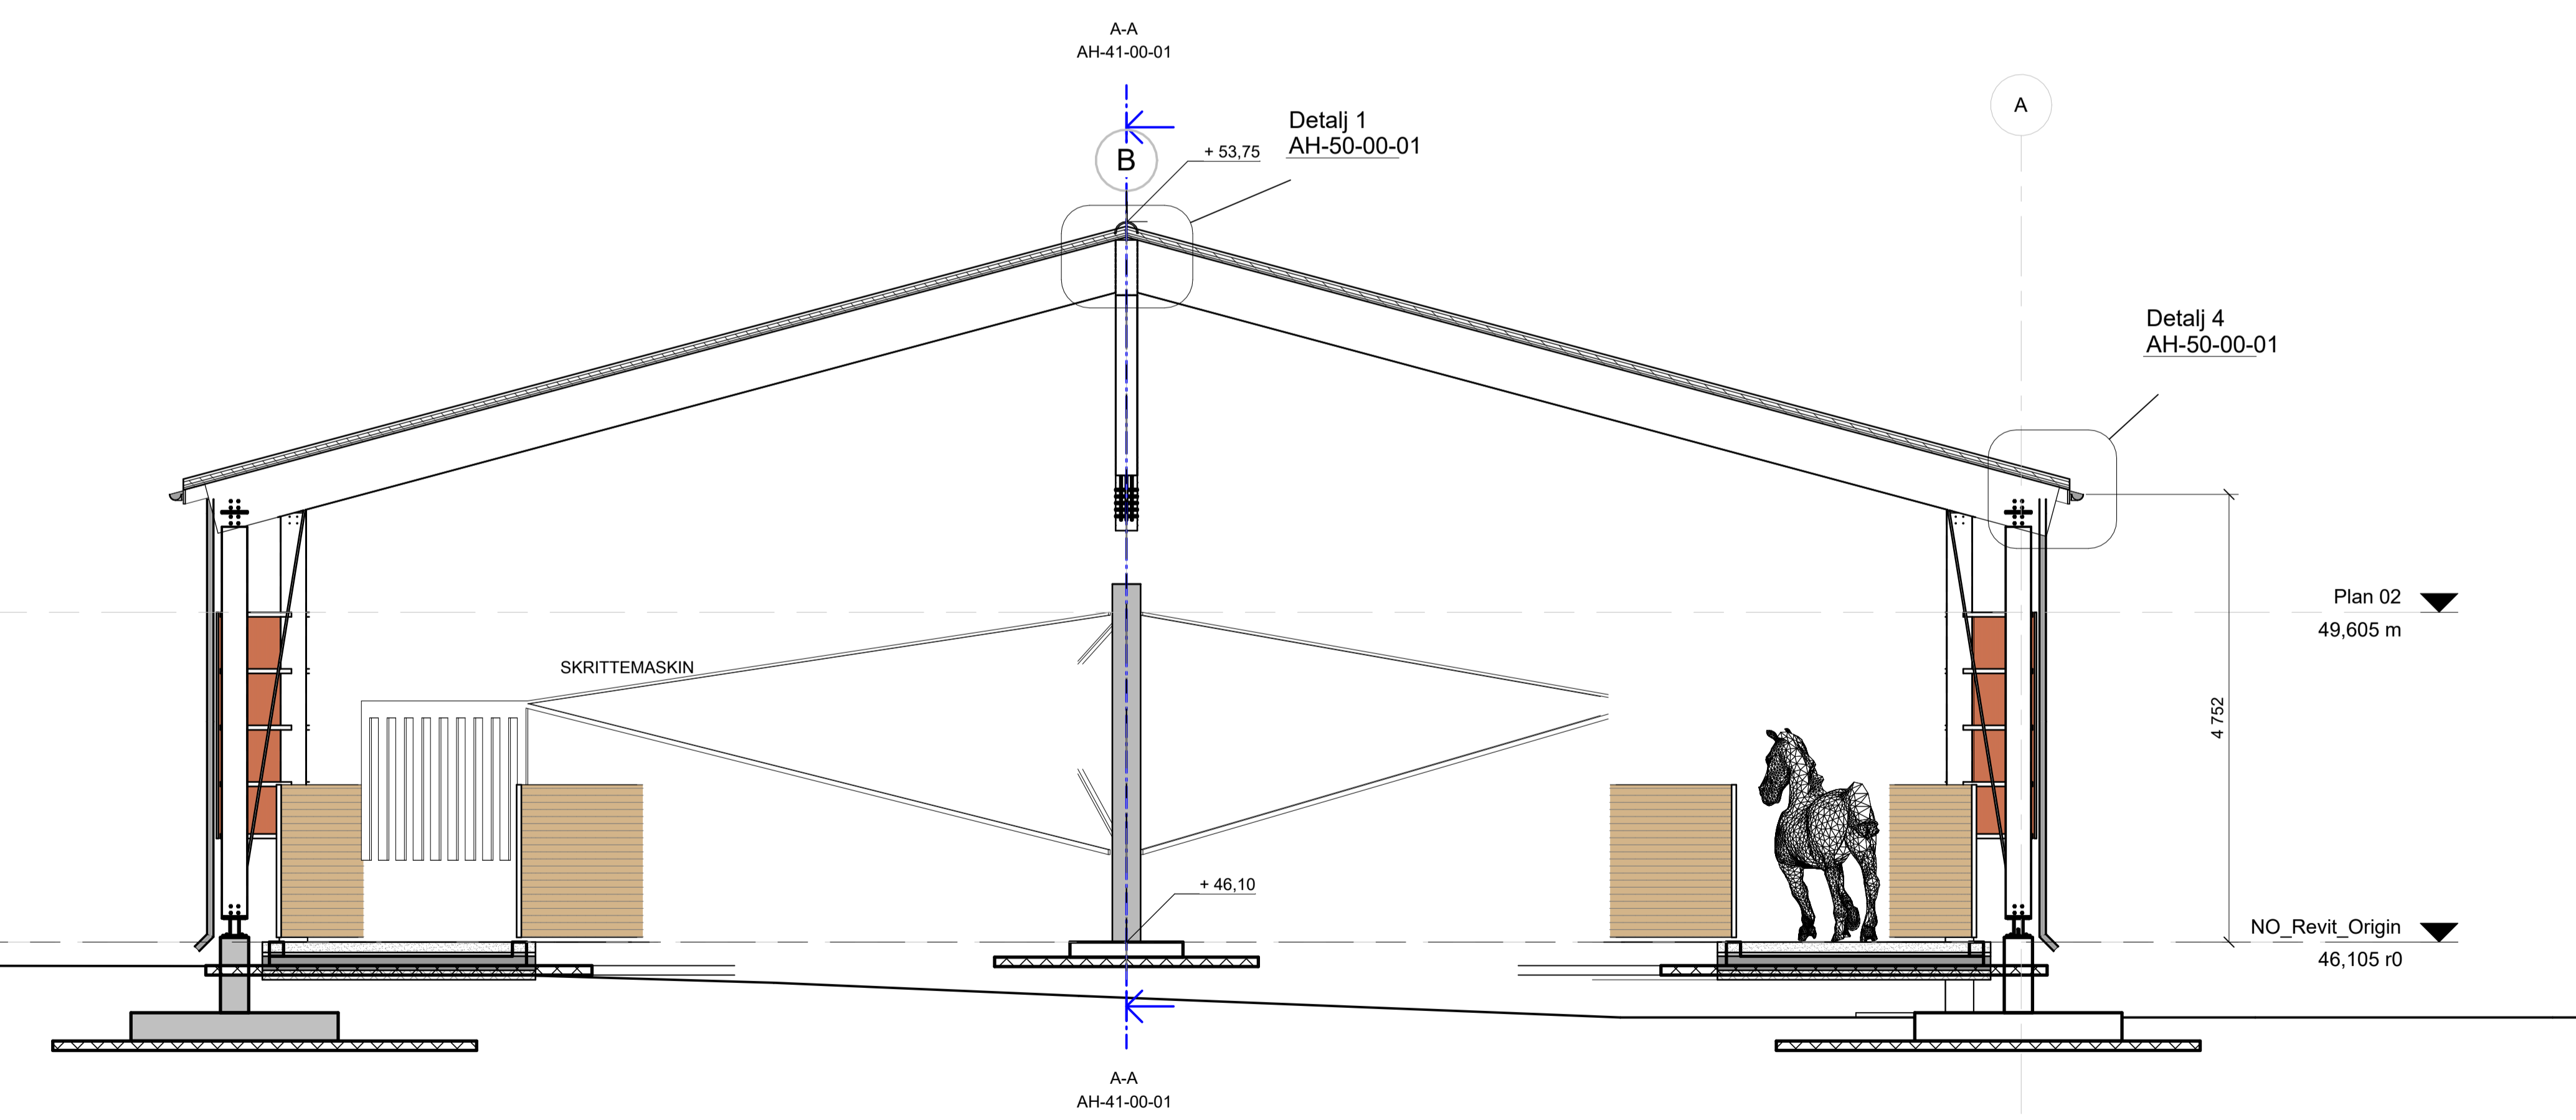 A-A
AH-41-00-01
A
B
+ 53,75
Detalj 1
AH-50-00-01
Detalj 4
AH-50-00-01
Plan 02
49,605 m
SKRITTEMASKIN
4 752
+ 46,10
NO_Revit_Origin
46,105 r0
A-A
AH-41-00-01